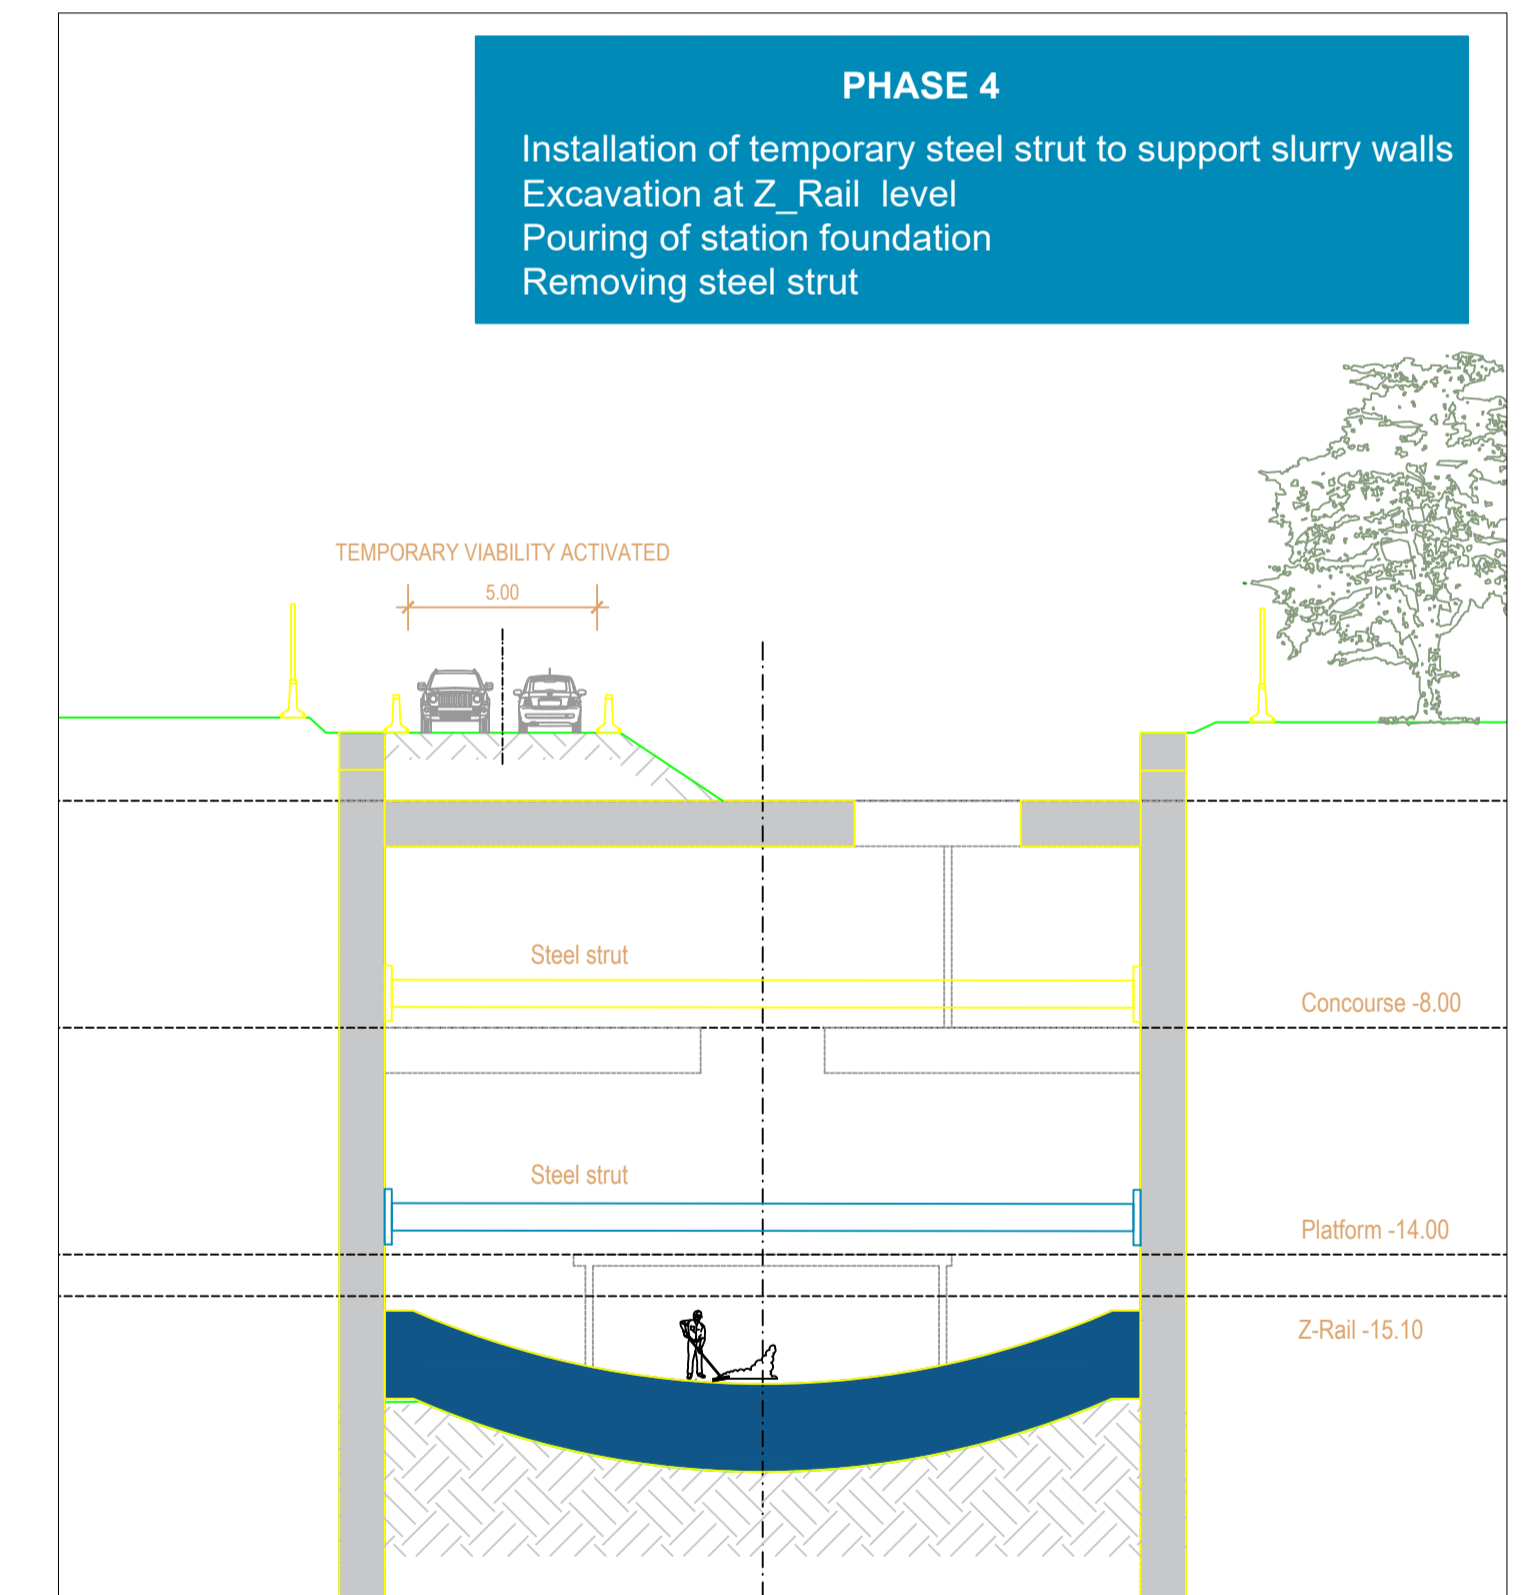 PHASE 4
Installation of temporary steel strut to support slurry walls
Excavation at Z_Rail level
Pouring of station foundation
Removing steel strut
TEMPORARY VIABILITY ACTIVATED
5.00
Steel strut
Concourse -8.00
Steel strut
Platform -14.00
Z-Rail -15.10